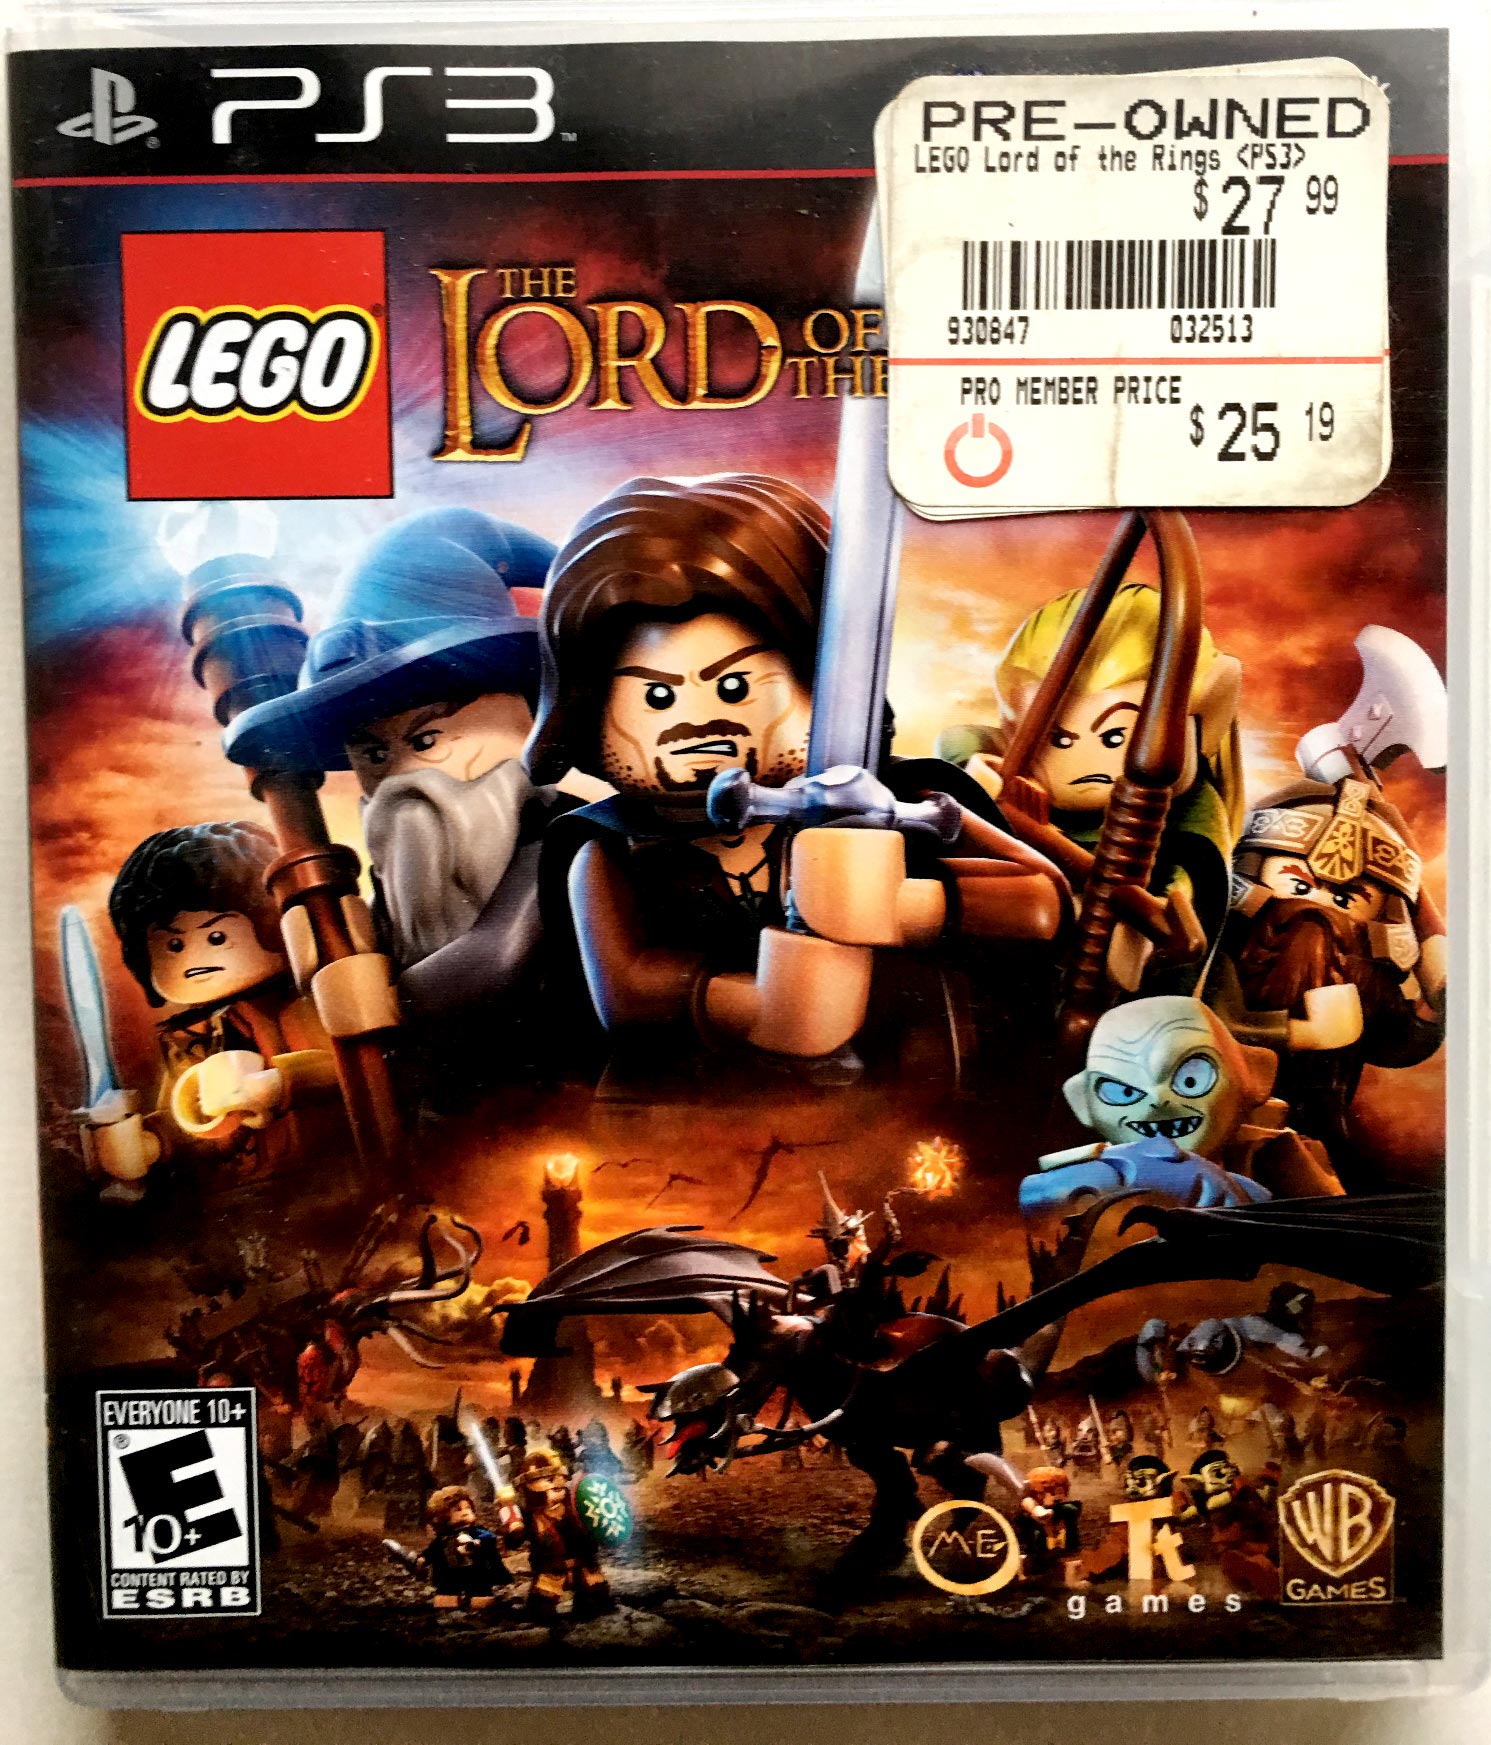 PS3
PRE-OWNED
LEGO Lord of the Rings <PS3>
$ 27 99
930847 032513
PRO MEMBER PRICE
$ 25 19
LEGO
THE
LORD OF
THE
EVERYONE 10+
E
10+
CONTENT RATED BY
ESRB
M-E
Tt
games
WB
GAMES